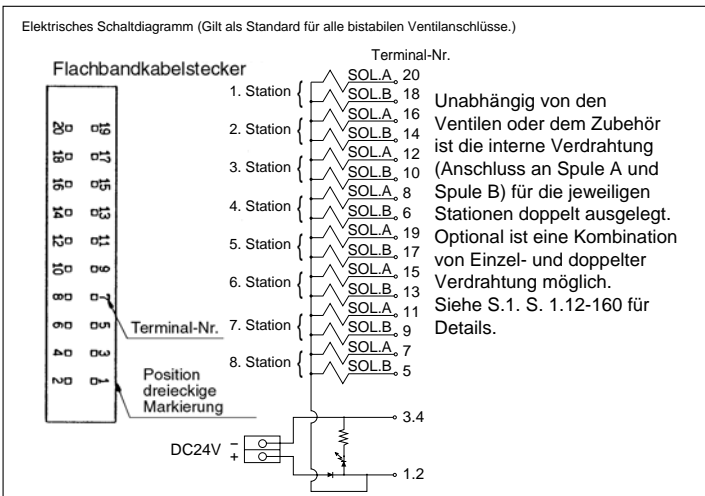 Elektrisches Schaltdiagramm (Gilt als Standard für alle bistabilen Ventilanschlüsse.)
Flachbandkabelstecker
20 19
18 17
16 15
14 13
12 11
10 9
8 7
6 5
4 3
2 1
Terminal-Nr.
Position
dreieckige
Markierung
Terminal-Nr.
1. Station { SOL.A 20
SOL.B 18
2. Station { SOL.A 16
SOL.B 14
3. Station { SOL.A 12
SOL.B 10
4. Station { SOL.A 8
SOL.B 6
5. Station { SOL.A 19
SOL.B 17
6. Station { SOL.A 15
SOL.B 13
7. Station { SOL.A 11
SOL.B 9
8. Station { SOL.A 7
SOL.B 5
3.4
DC24V − +
1.2
Unabhängig von den
Ventilen oder dem Zubehör
ist die interne Verdrahtung
(Anschluss an Spule A und
Spule B) für die jeweiligen
Stationen doppelt ausgelegt.
Optional ist eine Kombination
von Einzel- und doppelter
Verdrahtung möglich.
Siehe S.1. S. 1.12-160 für
Details.